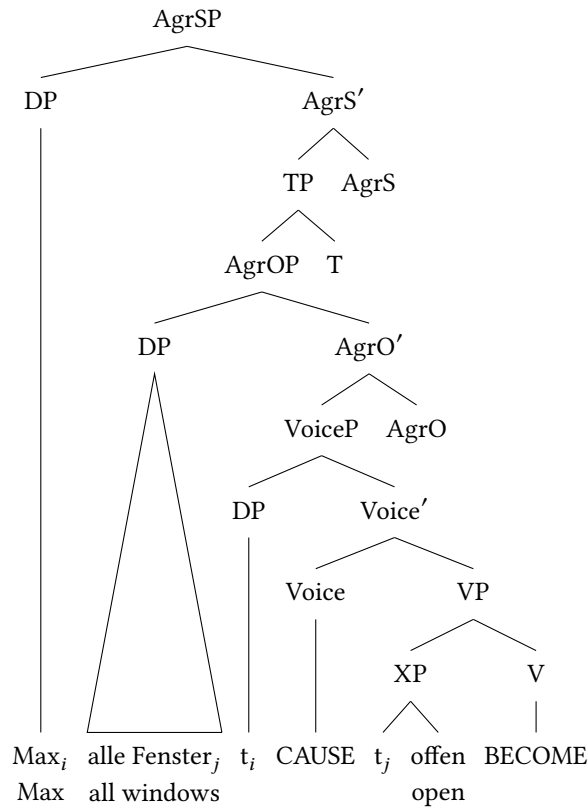 AgrSP
DP AgrS′
TP AgrS
AgrOP T
DP AgrO′
VoiceP AgrO
DP Voice′
Voice VP
XP V
Maxᵢ alle Fensterⱼ tᵢ CAUSE tⱼ offen BECOME
Max all windows open